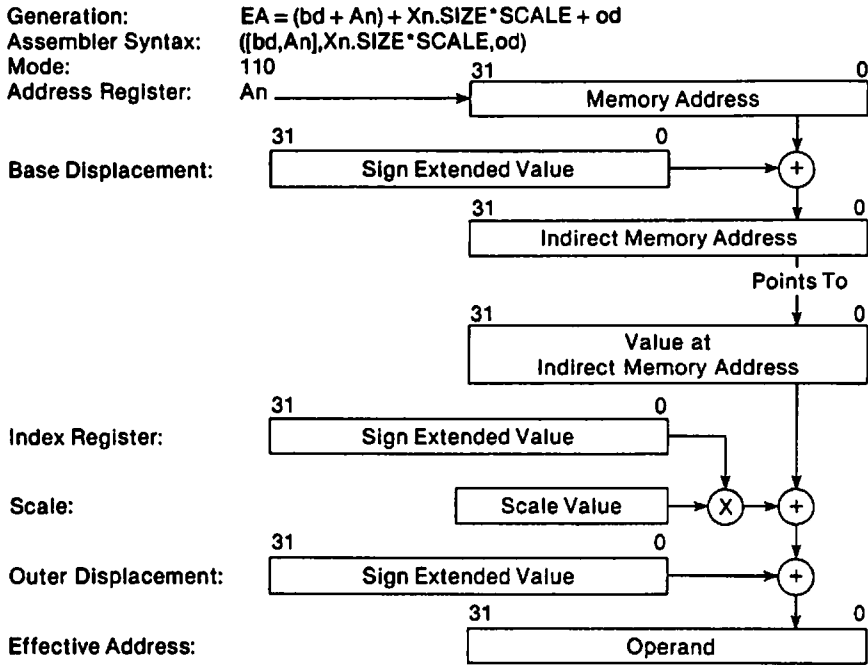 Generation: EA = (bd + An) + Xn.SIZE*SCALE + od
Assembler Syntax: ([bd,An],Xn.SIZE*SCALE,od)
Mode: 110
31 0
Address Register: An Memory Address
31 0
Base Displacement: Sign Extended Value +
31 0
Indirect Memory Address
Points To
31 0
Value at
Indirect Memory Address
31 0
Index Register: Sign Extended Value
Scale: Scale Value X +
31 0
Outer Displacement: Sign Extended Value +
31 0
Effective Address: Operand